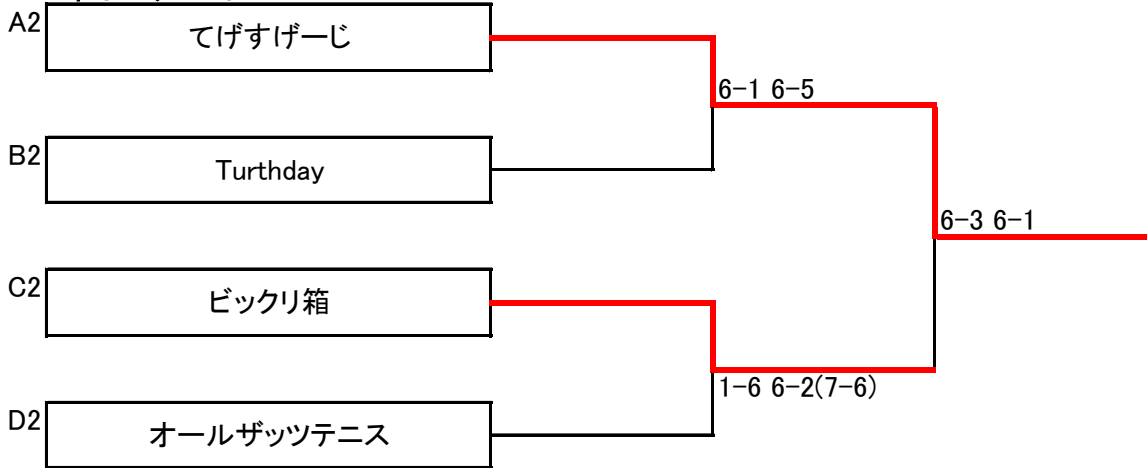 A2
てげすげーじ
6-1 6-5
B2
Turthday
6-3 6-1
C2
ビックリ箱
1-6 6-2(7-6)
D2
オールザッツテニス